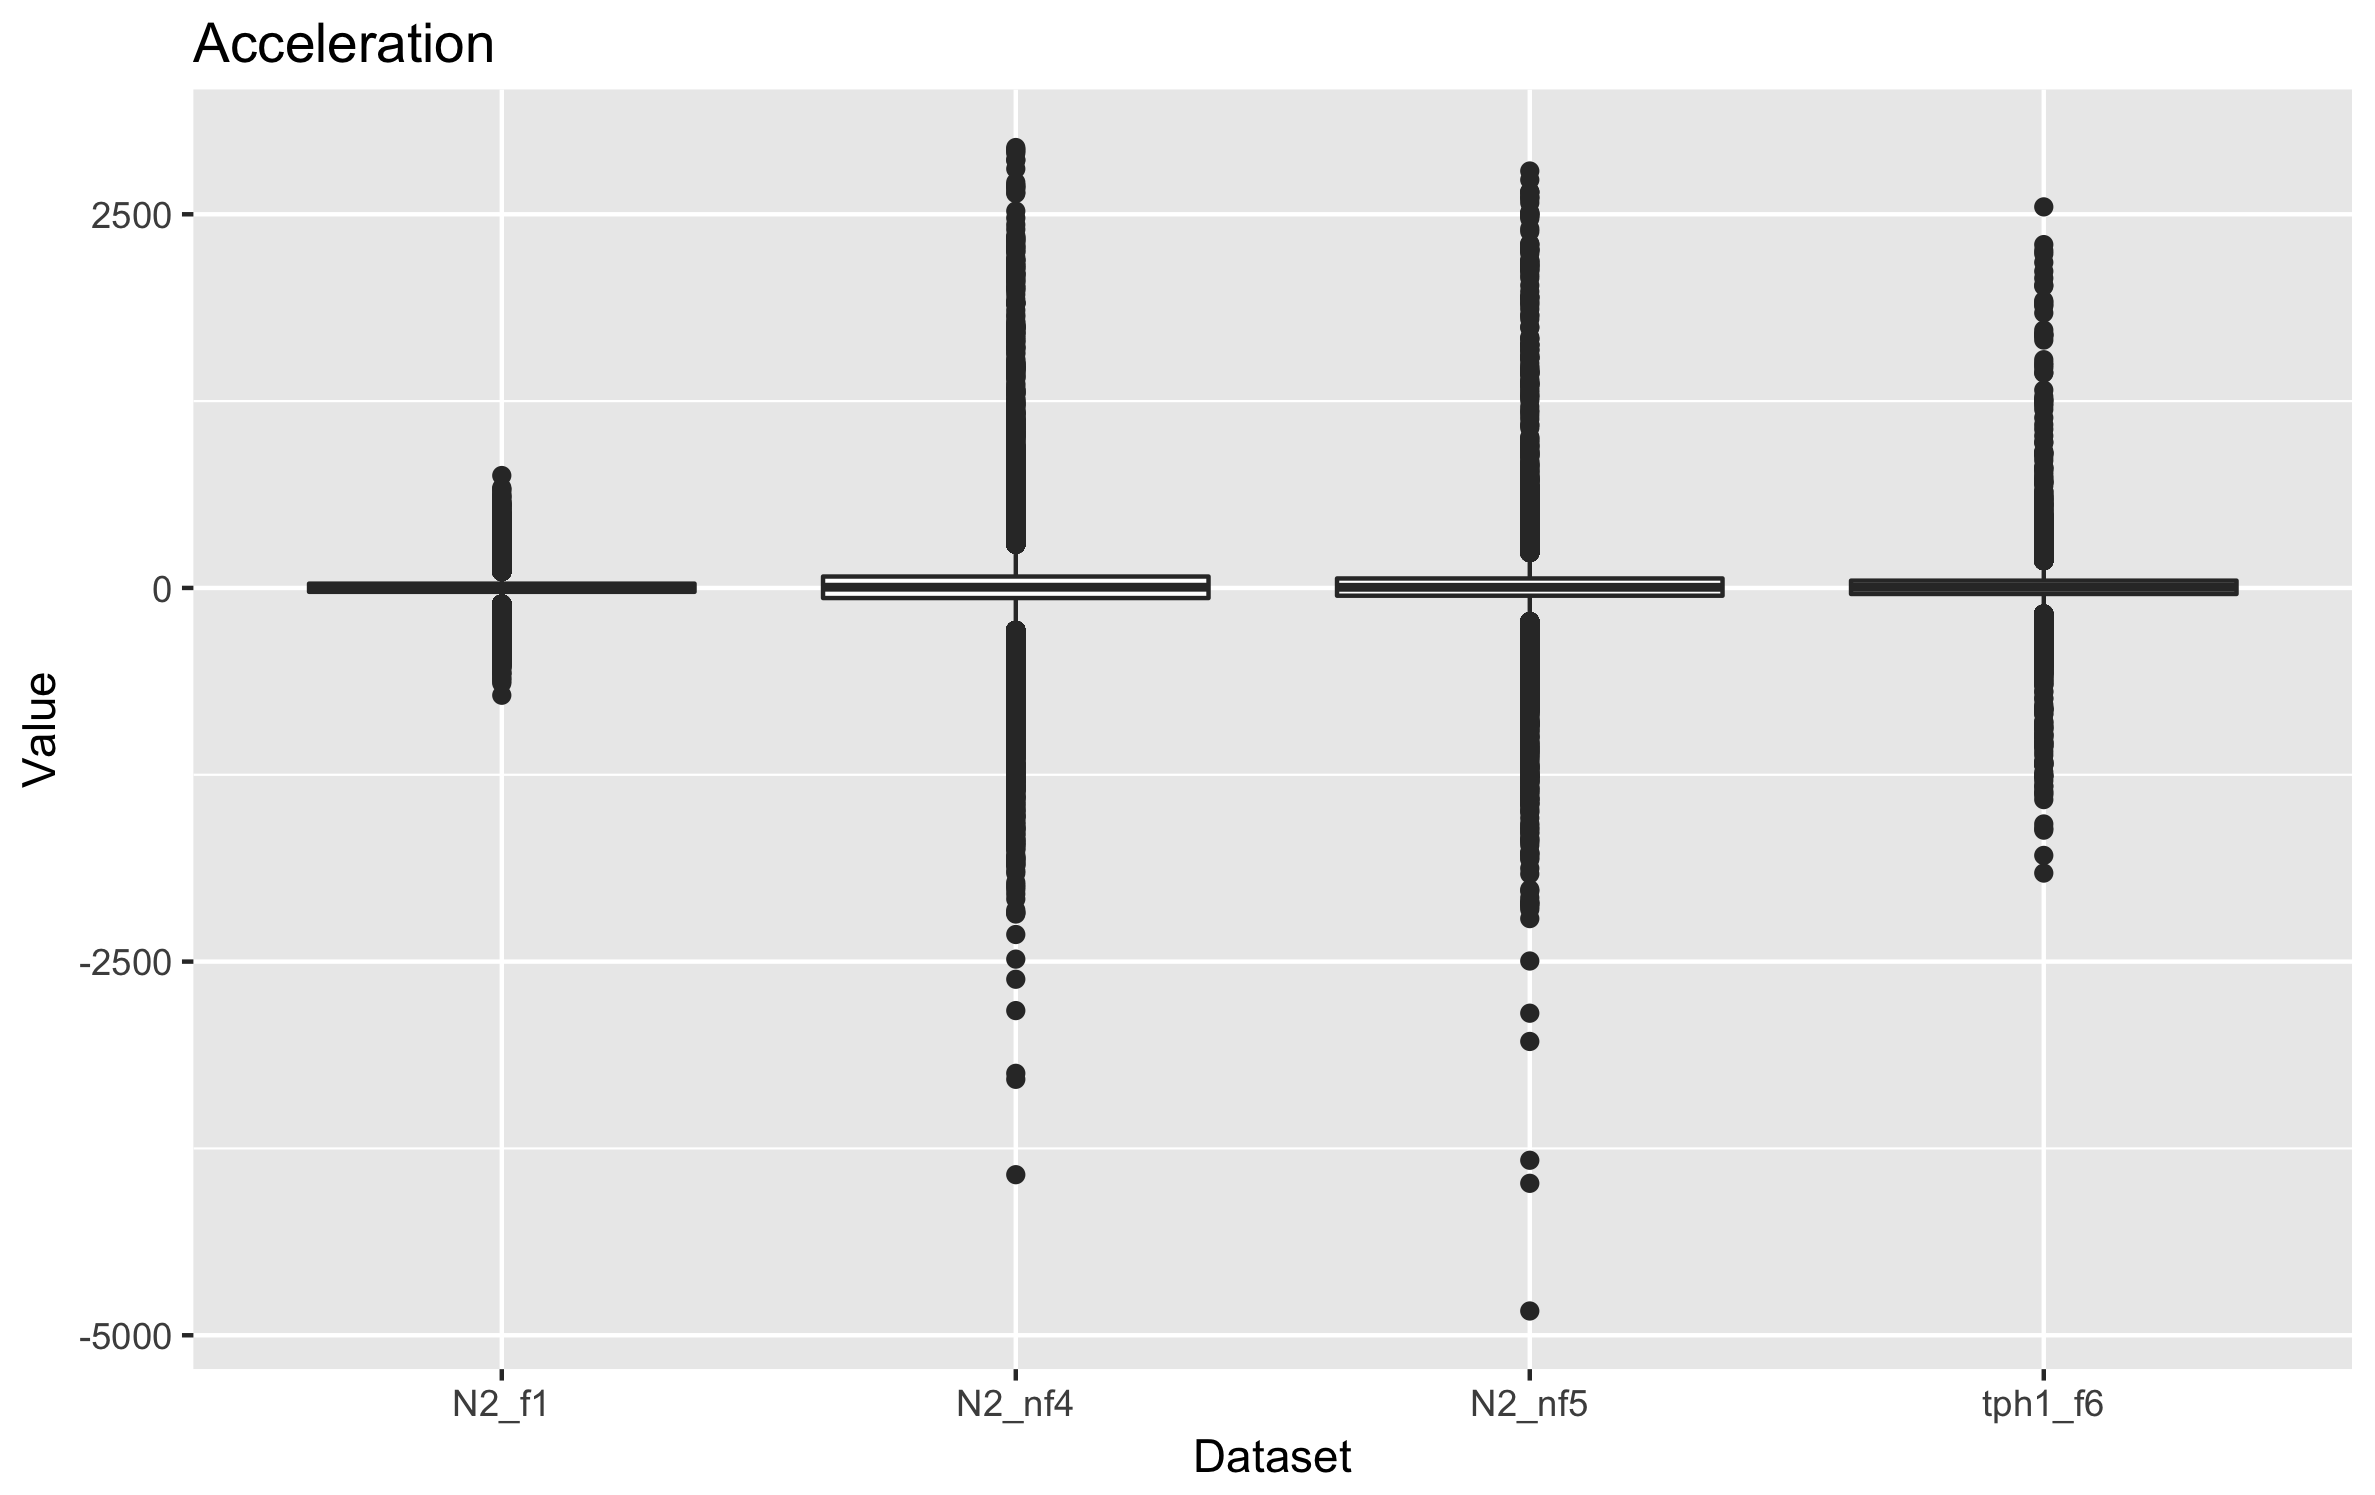 Acceleration
2500
0
-2500
-5000
Value
N2_f1
N2_nf4
N2_nf5
tph1_f6
Dataset